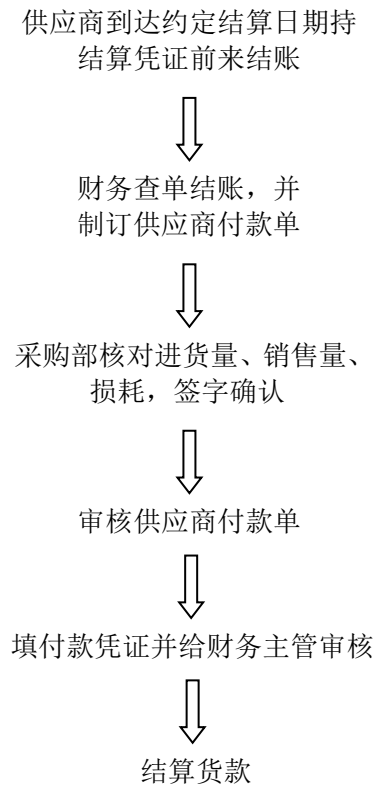 供应商到达约定结算日期持
结算凭证前来结账
财务查单结账，并
制订供应商付款单
采购部核对进货量、销售量、
损耗，签字确认
审核供应商付款单
填付款凭证并给财务主管审核
结算货款